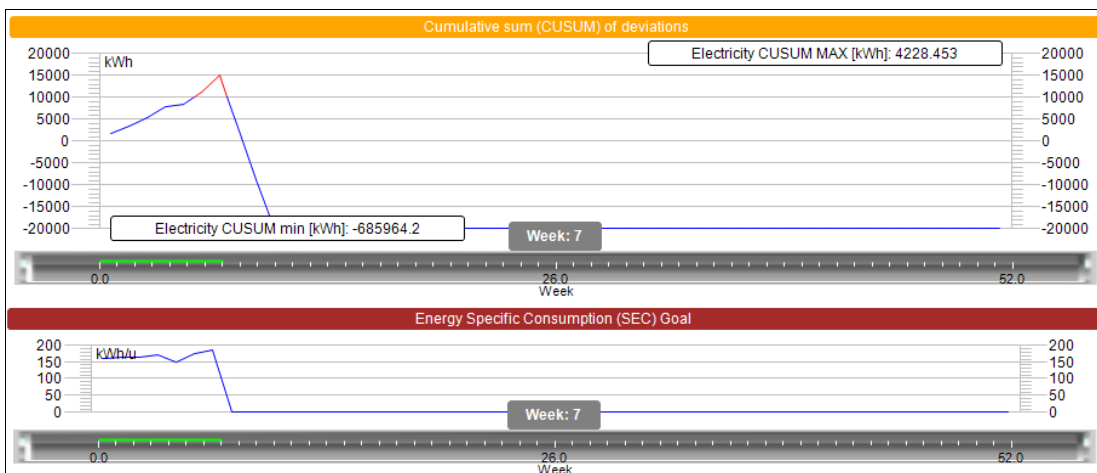 Cumulative sum (CUSUM) of deviations
20000 kWh Electricity CUSUM MAX [kWh]: 4228.453 20000
15000 15000
10000 10000
5000 5000
0 0
-5000 -5000
-10000 -10000
-15000 -15000
-20000 Electricity CUSUM min [kWh]: -685964.2 Week: 7 -20000
0.0 26.0 52.0
Week
Energy Specific Consumption (SEC) Goal
200 kWh/u 200
150 150
100 100
50 50
0 Week: 7 0
0.0 26.0 52.0
Week